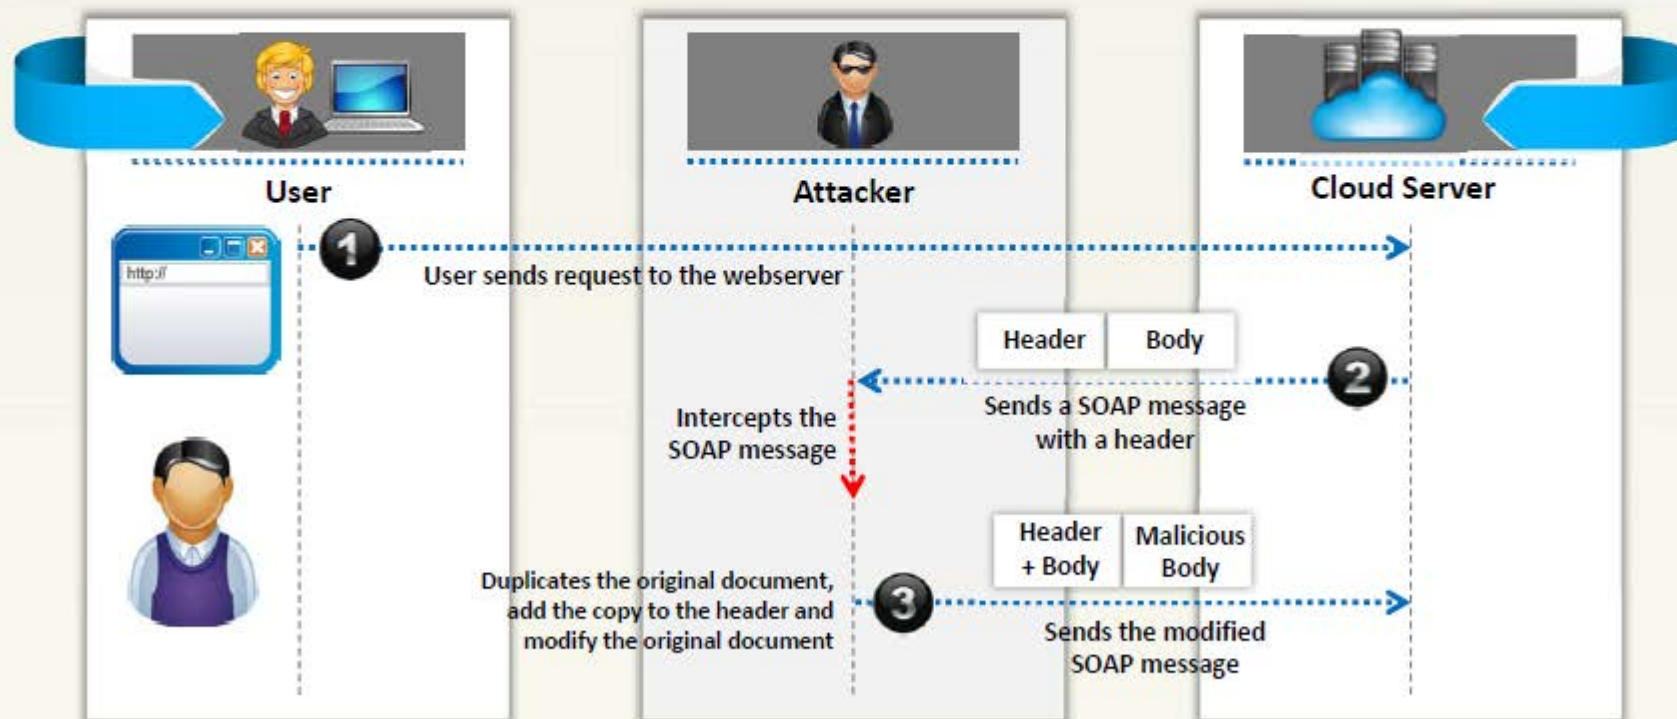 User
Attacker
Cloud Server
1
http://
User sends request to the webserver
Header
Body
2
Sends a SOAP message
with a header
Intercepts the
SOAP message
Header
+ Body
Malicious
Body
Duplicates the original document,
add the copy to the header and
modify the original document
3
Sends the modified
SOAP message